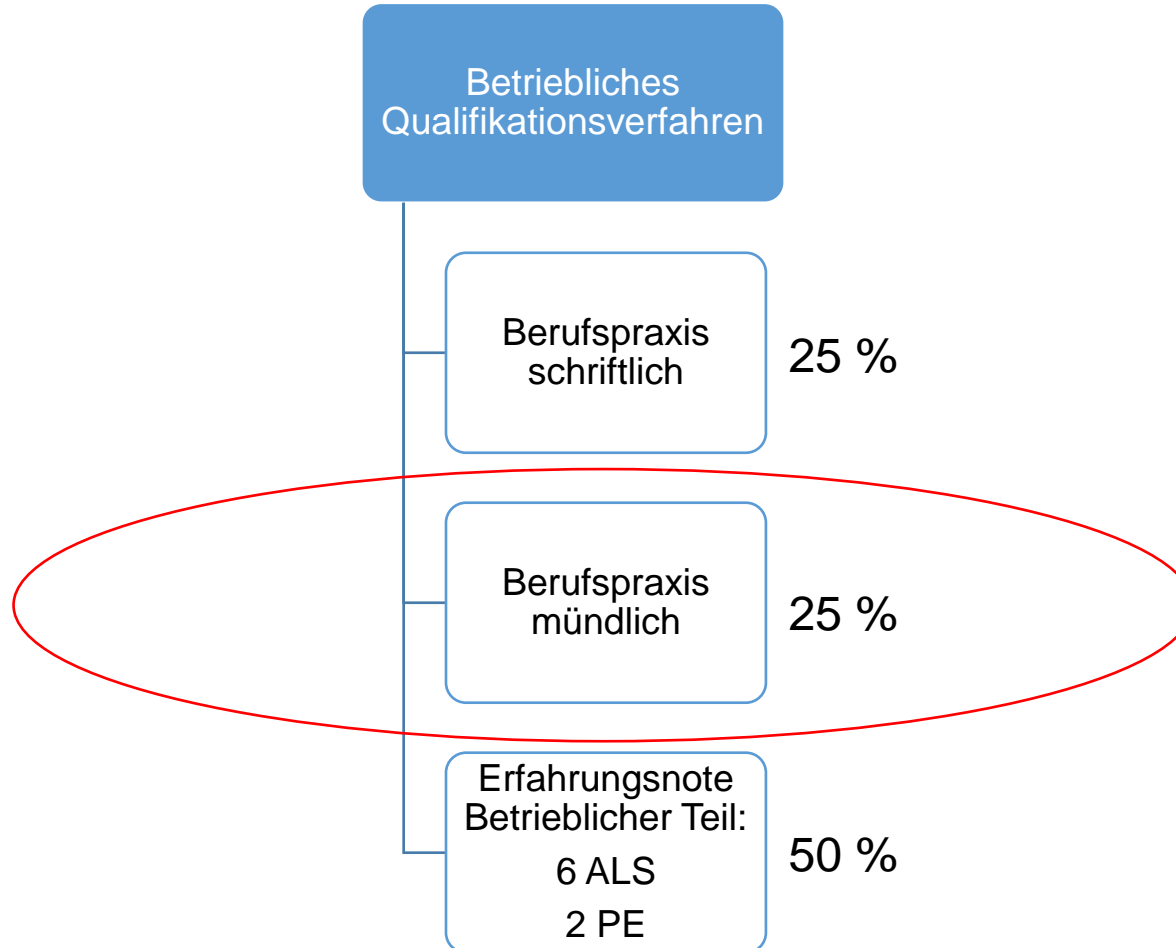 Betriebliches
Qualifikationsverfahren
Berufspraxis
schriftlich
25 %
Berufspraxis
mündlich
25 %
Erfahrungsnote
Betrieblicher Teil:
6 ALS
2 PE
50 %